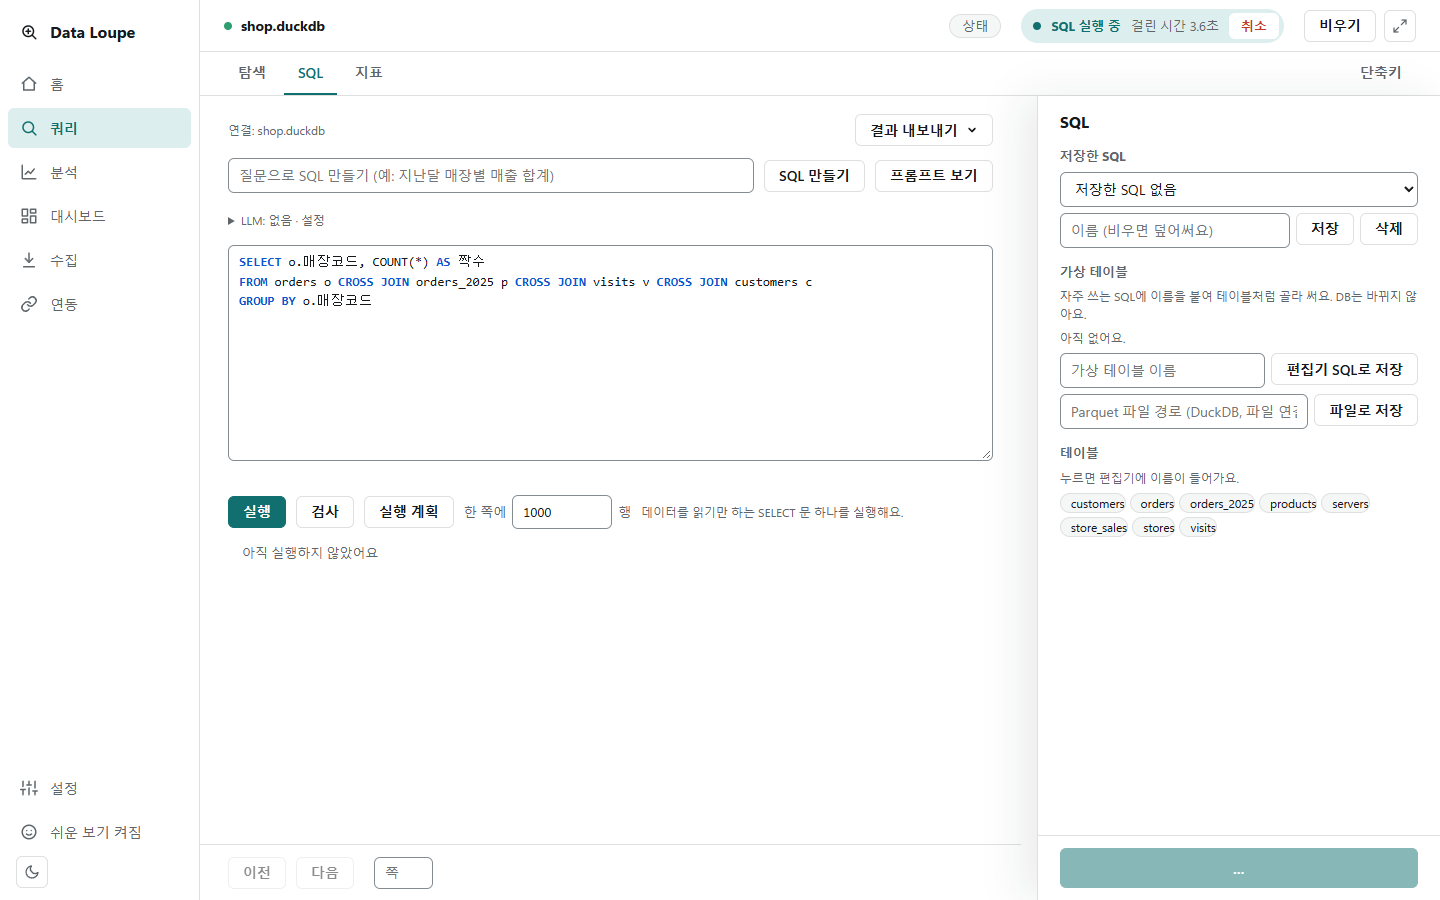 Data Loupe
홈
쿼리
분석
대시보드
수집
연동
설정
쉬운 보기 켜짐
shop.duckdb
상태
SQL 실행 중 걸린 시간 3.6초 취소
비우기
탐색 SQL 지표
단축키
연결: shop.duckdb
결과 내보내기
질문으로 SQL 만들기 (예: 지난달 매장별 매출 합계)
SQL 만들기
프롬프트 보기
LLM: 없음 · 설정
SELECT o.매장코드, COUNT(*) AS 짝수
FROM orders o CROSS JOIN orders_2025 p CROSS JOIN visits v CROSS JOIN customers c
GROUP BY o.매장코드
실행 검사 실행 계획 한 쪽에 1000 행 데이터를 읽기만 하는 SELECT 문 하나를 실행해요.
아직 실행하지 않았어요
이전 다음 쪽
SQL
저장한 SQL
저장한 SQL 없음
이름 (비우면 덮어써요) 저장 삭제
가상 테이블
자주 쓰는 SQL에 이름을 붙여 테이블처럼 골라 써요. DB는 바뀌지 않
아요.
아직 없어요.
가상 테이블 이름 편집기 SQL로 저장
Parquet 파일 경로 (DuckDB, 파일 연 파일로 저장
테이블
누르면 편집기에 이름이 들어가요.
customers orders orders_2025 products servers
store_sales stores visits
...